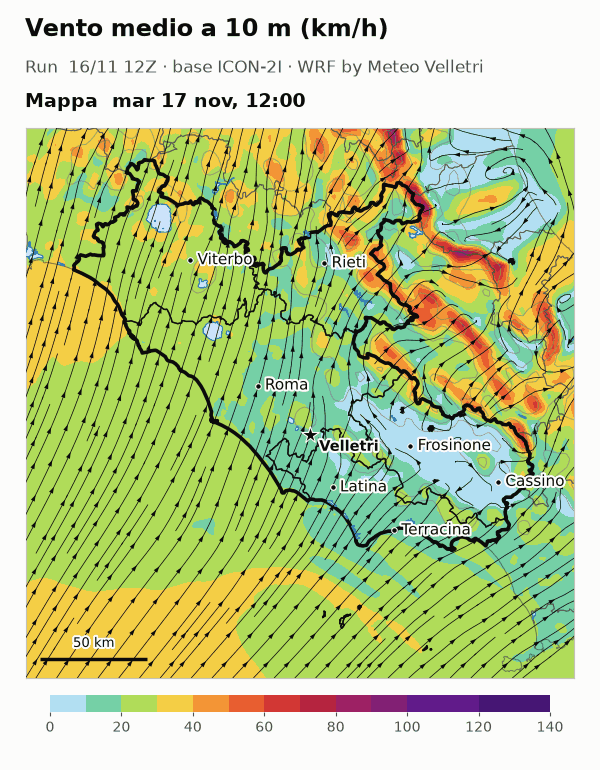 Vento medio a 10 m (km/h)
Run  16/11 12Z · base ICON-2I · WRF by Meteo Velletri
Mappa  mar 17 nov, 12:00
Viterbo
Rieti
Roma
Velletri
Frosinone
Latina
Cassino
Terracina
50 km
0 20 40 60 80 100 120 140